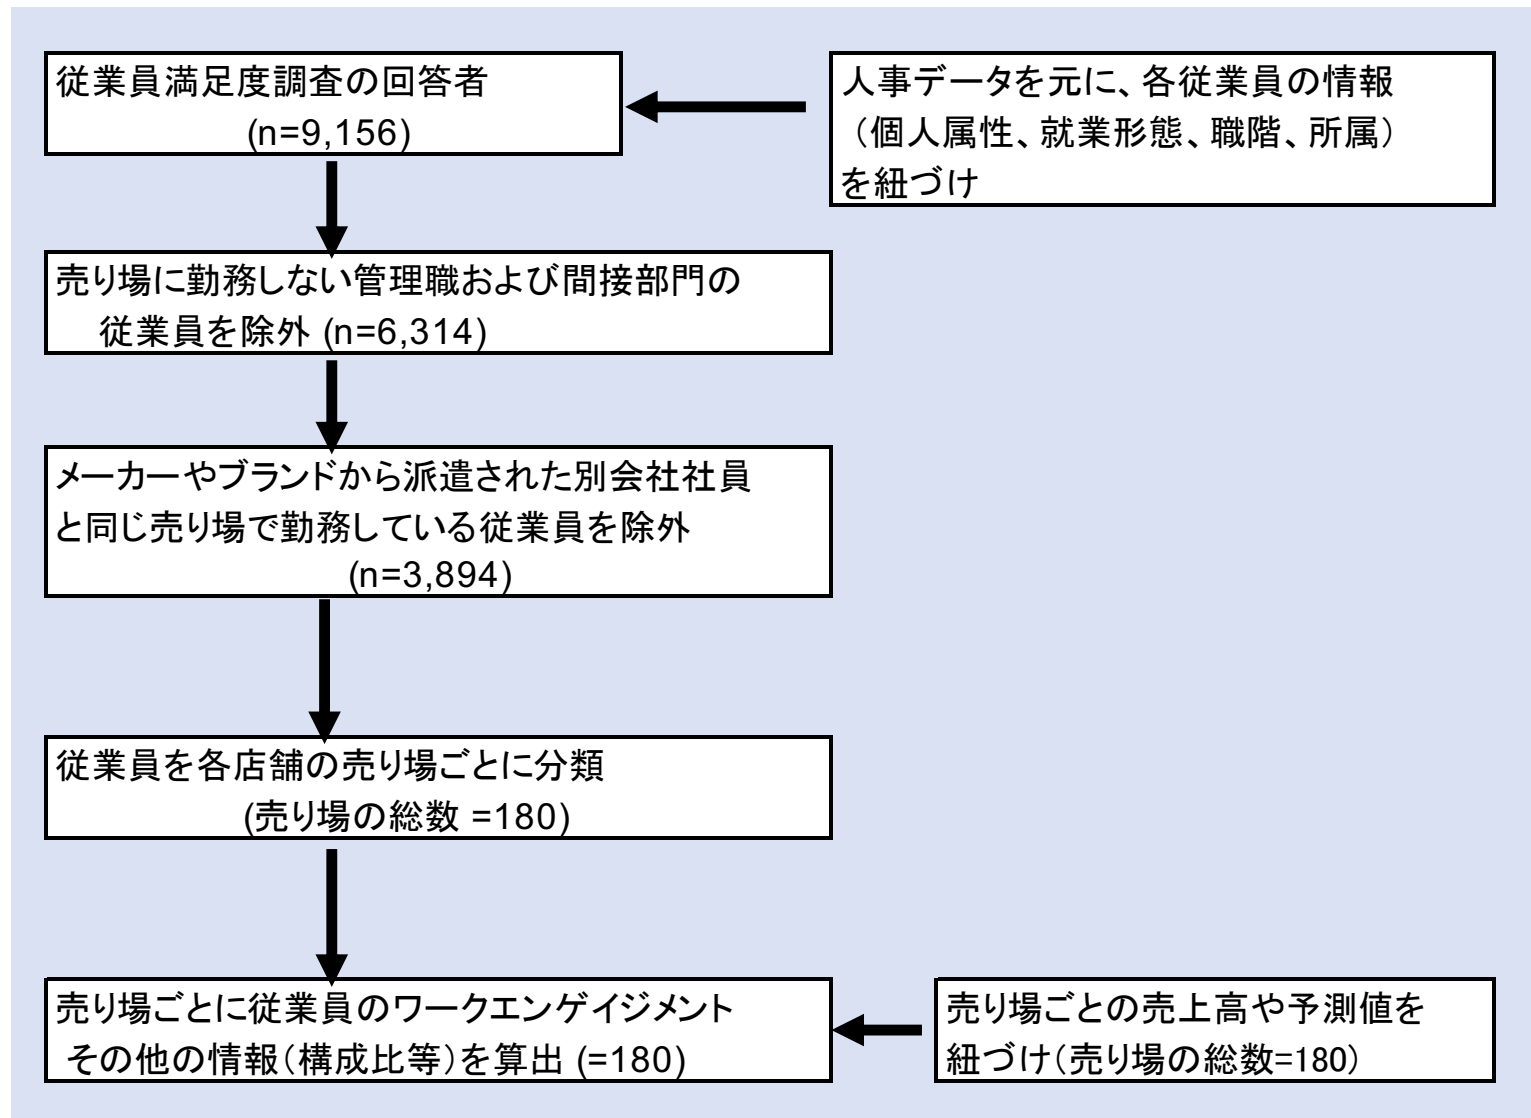 従業員満足度調査の回答者
(n=9,156)
人事データを元に、各従業員の情報
（個人属性、就業形態、職階、所属）
を紐づけ
売り場に勤務しない管理職および間接部門の
従業員を除外 (n=6,314)
メーカーやブランドから派遣された別会社社員
と同じ売り場で勤務している従業員を除外
(n=3,894)
従業員を各店舗の売り場ごとに分類
(売り場の総数 =180)
売り場ごとに従業員のワークエンゲイジメント
その他の情報（構成比等）を算出 (=180)
売り場ごとの売上高や予測値を
紐づけ（売り場の総数=180）